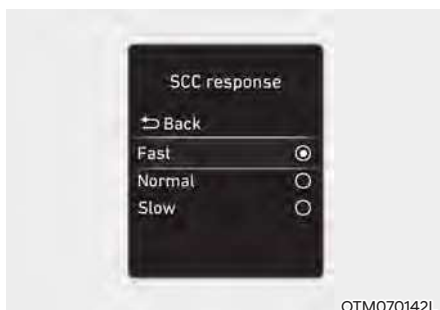 SCC response
Back
Fast
Normal
Slow
OTM070142L